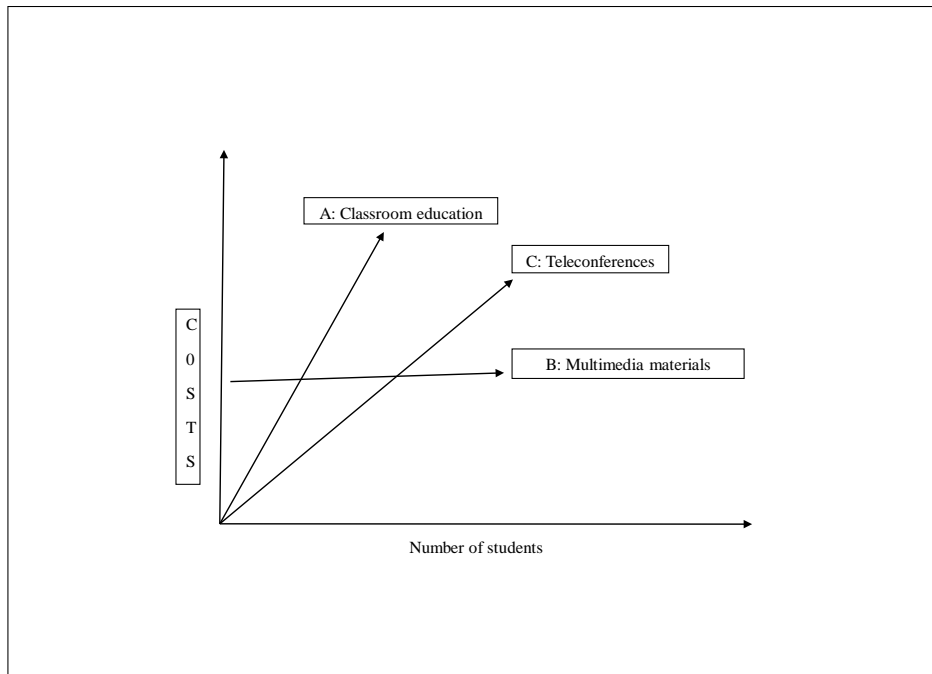 A: Classroom education
C: Teleconferences
C
0
S
T
S
B: Multimedia materials
Number of students